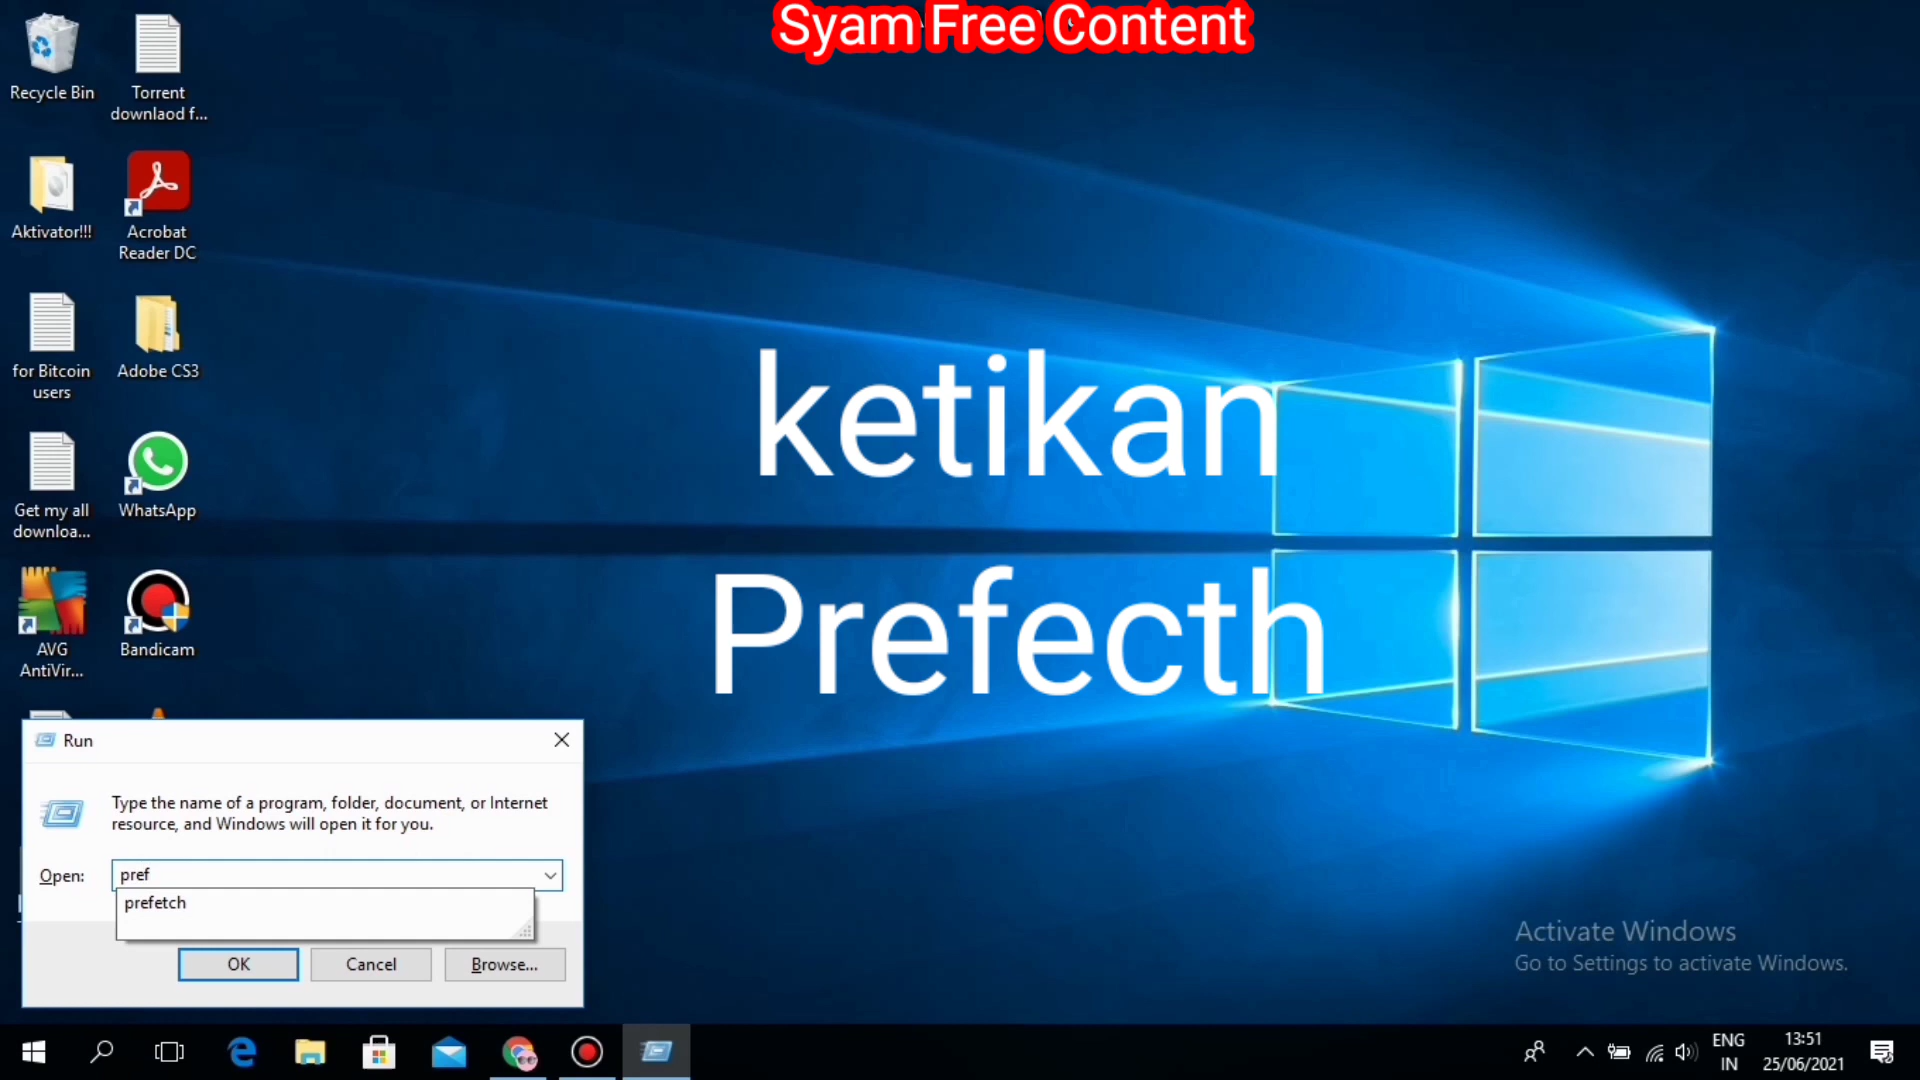 Syam Free Content
Recycle Bin
Torrent
downlaod f...
Aktivator!!!
Acrobat
Reader DC
for Bitcoin
users
Adobe CS3
Get my all
downloa...
WhatsApp
AVG
AntiVir...
Bandicam
ketikan
Prefecth
Run
Type the name of a program, folder, document, or Internet
resource, and Windows will open it for you.
Open:
pref
prefetch
OK
Cancel
Browse...
Activate Windows
Go to Settings to activate Windows.
ENG
IN
13:51
25/06/2021